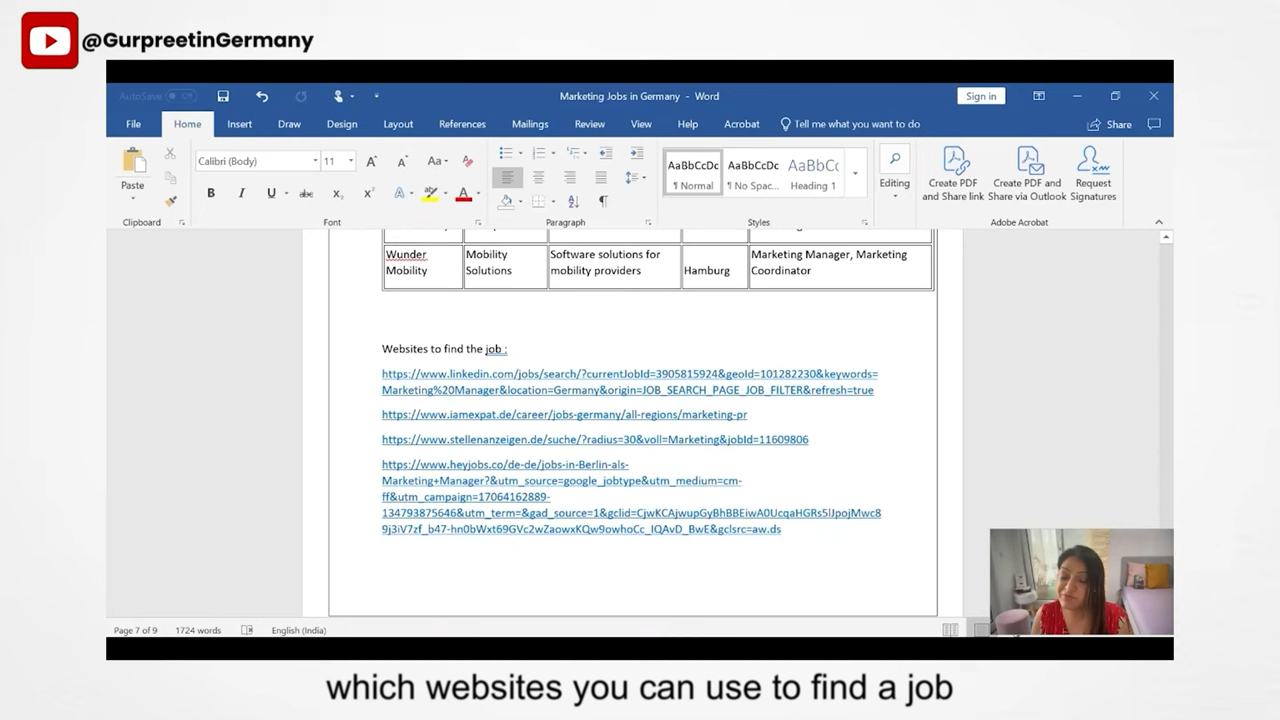 @GurpreetinGermany
AutoSave Off
Marketing Jobs in Germany - Word
Sign in
File Home Insert Draw Design Layout References Mailings Review View Help Acrobat Tell me what you want to do Share
Paste
Clipboard
Calibri (Body) 11
Font
Paragraph
AaBbCcDc AaBbCcDc AaBbCc
¶ Normal ¶ No Spac... Heading 1
Styles
Editing
Create PDF and Share link
Create PDF and Share via Outlook
Request Signatures
Adobe Acrobat
Wunder Mobility
Mobility Solutions
Software solutions for mobility providers
Hamburg
Marketing Manager, Marketing Coordinator
Websites to find the job :
https://www.linkedin.com/jobs/search/?currentJobId=3905815924&geoId=101282230&keywords=
Marketing%20Manager&location=Germany&origin=JOB_SEARCH_PAGE_JOB_FILTER&refresh=true
https://www.iamexpat.de/career/jobs-germany/all-regions/marketing-pr
https://www.stellenanzeigen.de/suche/?radius=30&voll=Marketing&jobId=11609806
https://www.heyjobs.co/de-de/jobs-in-Berlin-als-
Marketing+Manager?&utm_source=google_jobtype&utm_medium=cm-
ff&utm_campaign=17064162889-
134793875646&utm_term=&gad_source=1&gclid=CjwKCAjwupGyBhBBEiwA0UcqaHGRs5lJpojMwc8
9j3iV7zf_b47-hn0bWxt69GVc2wZaowxKQw9owhoCc_IQAvD_BwE&gclsrc=aw.ds
Page 7 of 9 1724 words English (India)
which websites you can use to find a job